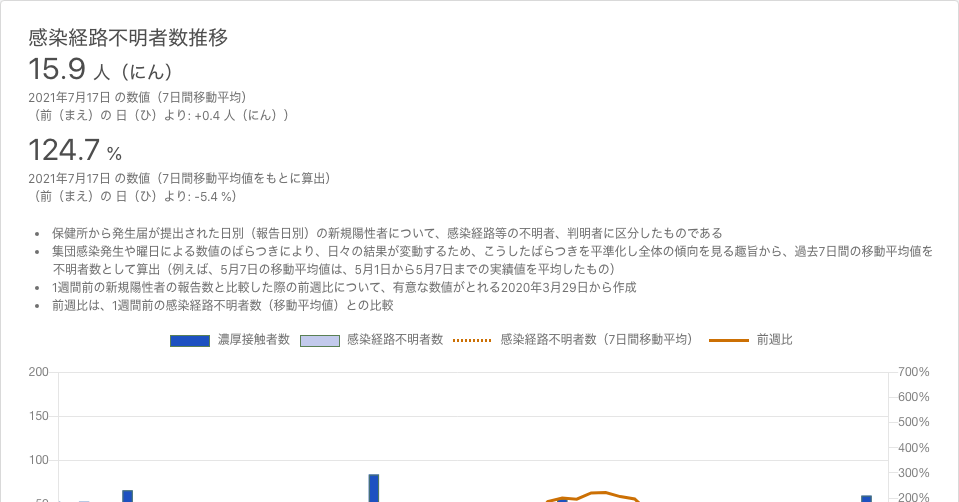 感染経路不明者数推移
15.9 人（にん）
2021年7月17日 の数値（7日間移動平均）
（前（まえ）の 日（ひ）より: +0.4 人（にん））
124.7 %
2021年7月17日 の数値（7日間移動平均値をもとに算出）
（前（まえ）の 日（ひ）より: -5.4 %）
• 保健所から発生届が提出された日別（報告日別）の新規陽性者について、感染経路等の不明者、判明者に区分したものである
• 集団感染発生や曜日による数値のばらつきにより、日々の結果が変動するため、こうしたばらつきを平準化し全体の傾向を見る趣旨から、過去7日間の移動平均値を
不明者数として算出（例えば、5月7日の移動平均値は、5月1日から5月7日までの実績値を平均したもの）
• 1週間前の新規陽性者の報告数と比較した際の前週比について、有意な数値がとれる2020年3月29日から作成
• 前週比は、1週間前の感染経路不明者数（移動平均値）との比較
濃厚接触者数 感染経路不明者数 感染経路不明者数（7日間移動平均） 前週比
200 700%
600%
150 500%
400%
100 300%
50 200%